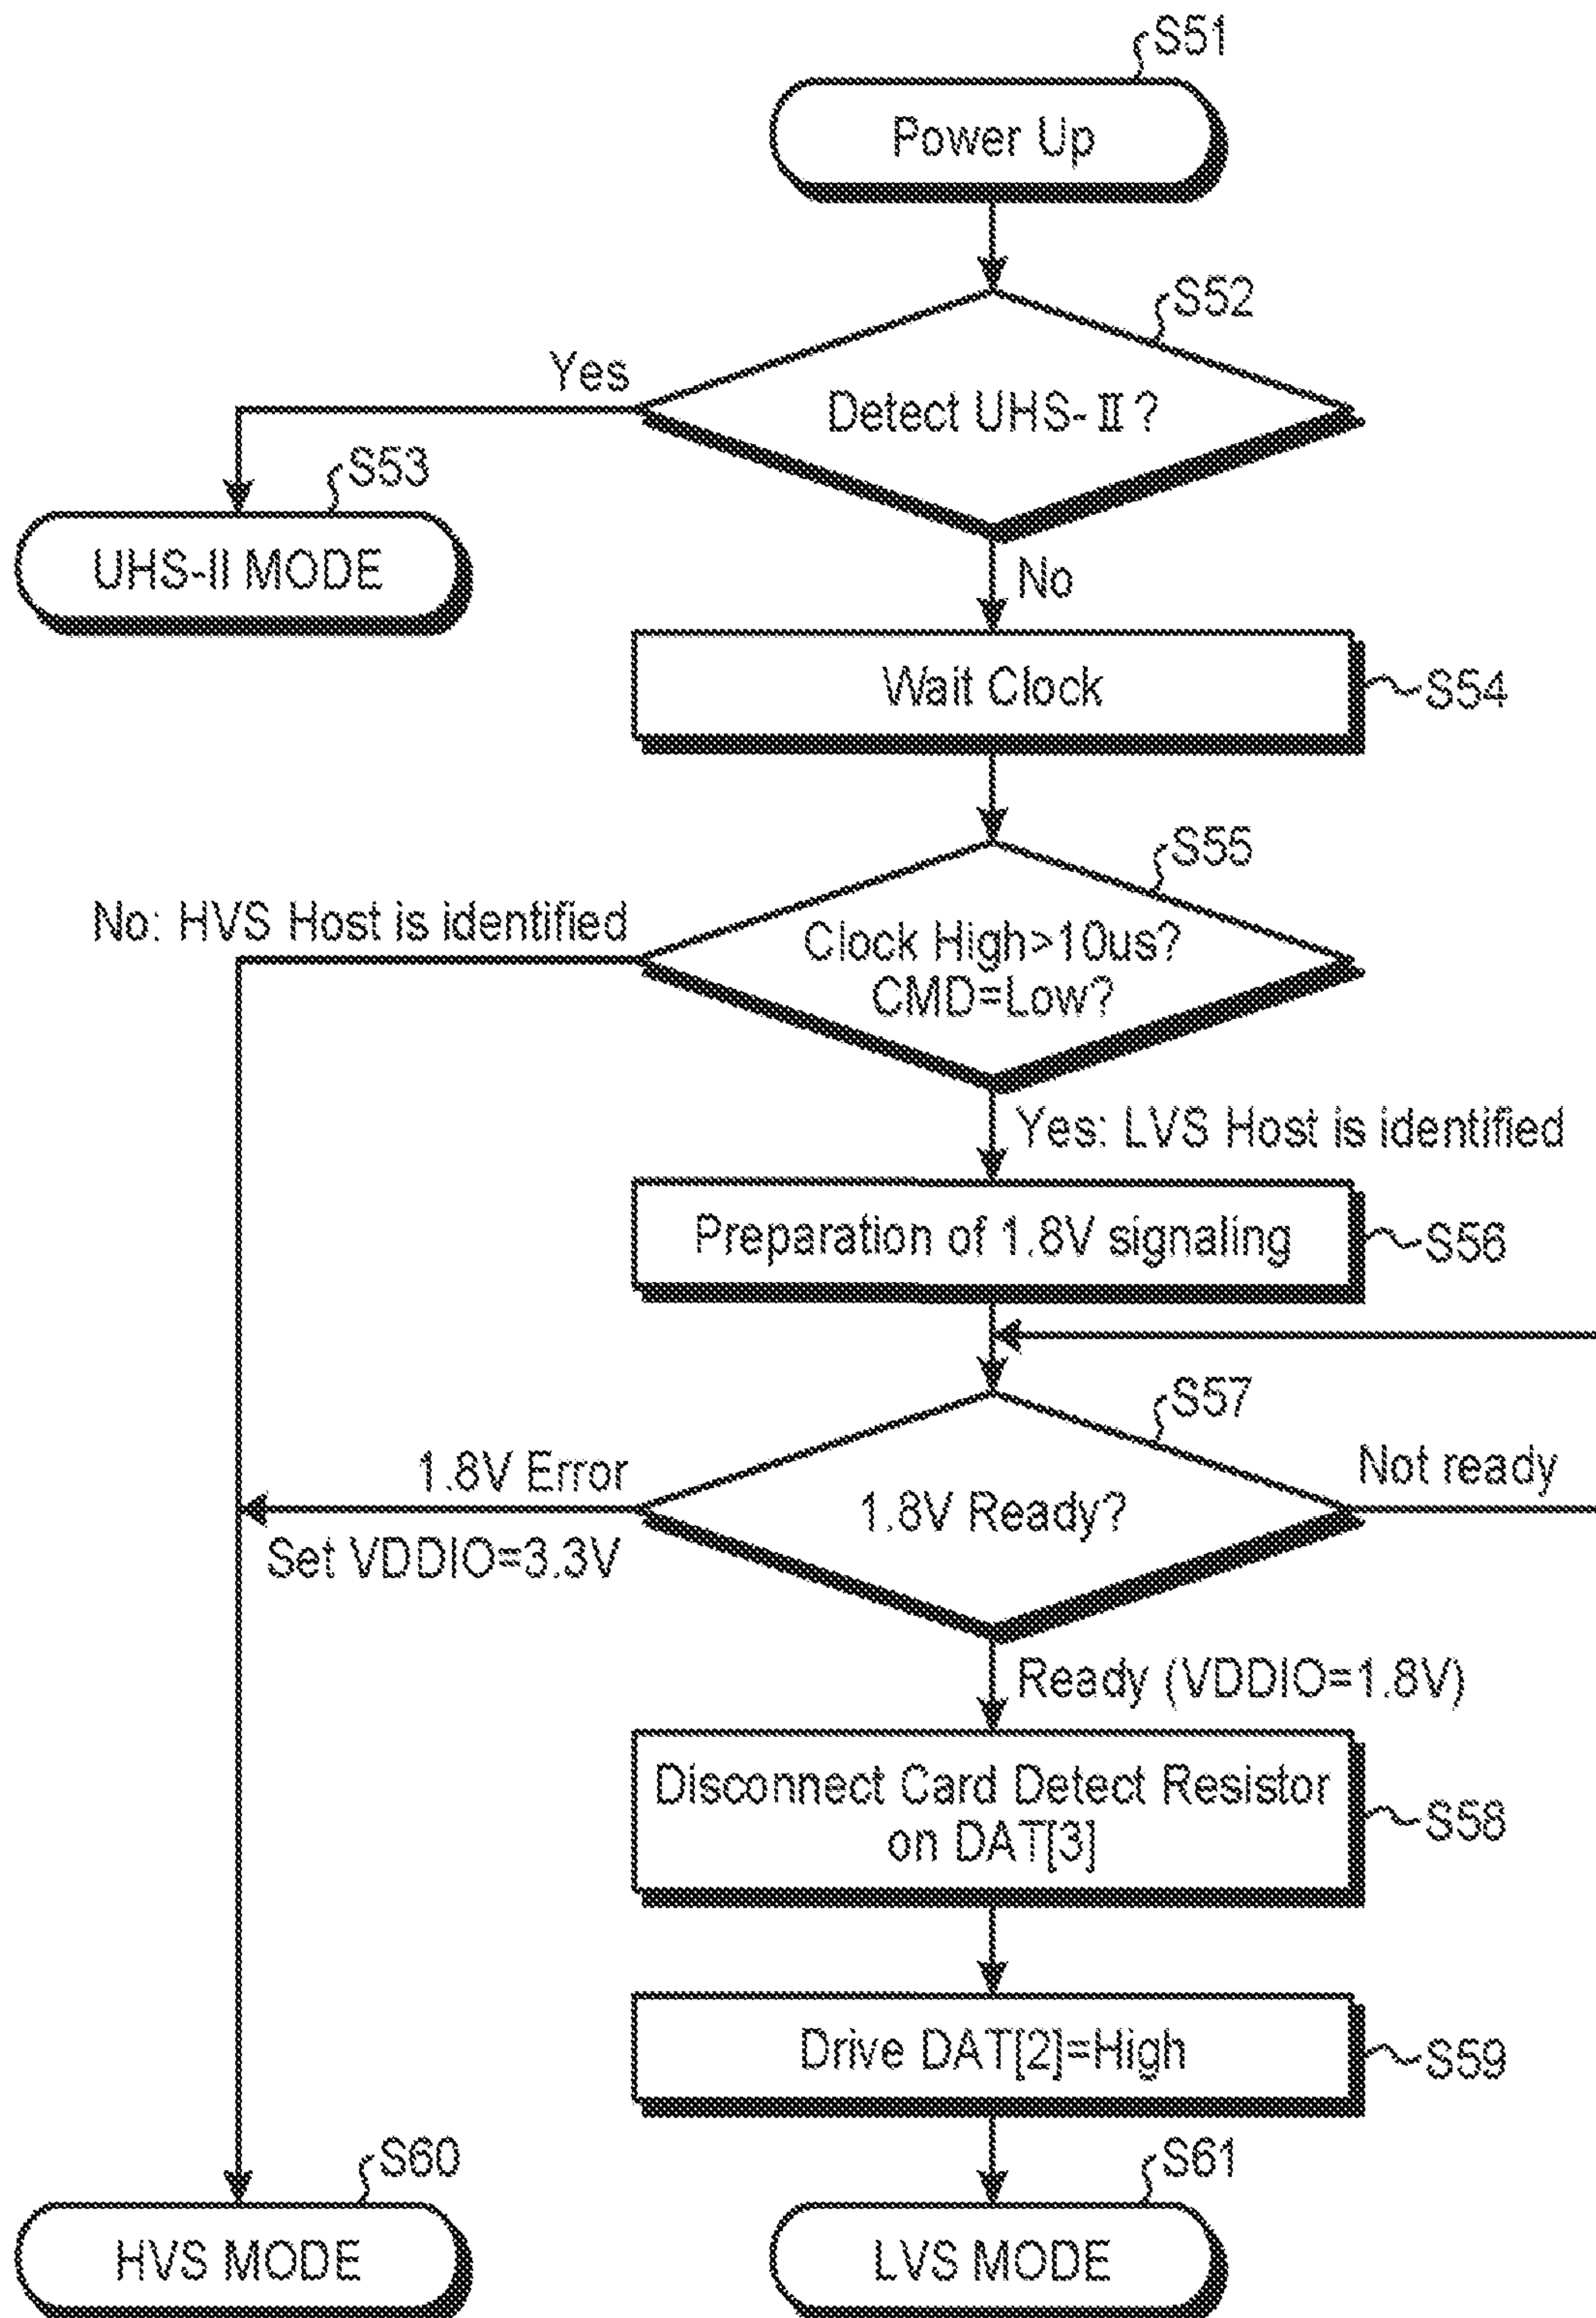 S51
Power Up
S52
Yes
Detect UHS-Ⅱ?
S53
UHS-II MODE
No
Wait Clock
S54
S55
No: HVS Host is identified
Clock High>10us?
CMD=Low?
Yes: LVS Host is identified
Preparation of 1.8V signaling
S56
S57
1.8V Error
Not ready
1.8V Ready?
Set VDDIO=3.3V
Ready (VDDIO=1.8V)
Disconnect Card Detect Resistor
on DAT[3]
S58
Drive DAT[2]=High
S59
S60
S61
HVS MODE
LVS MODE